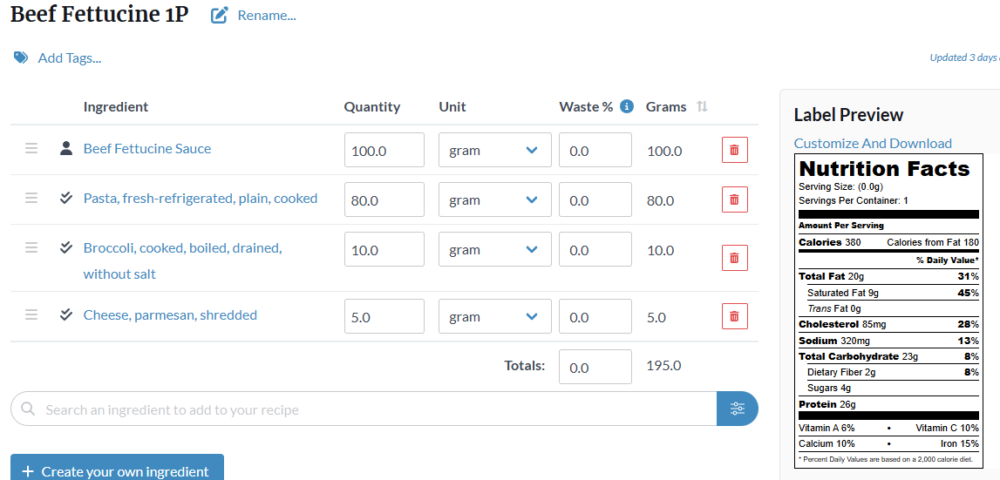 Beef Fettucine 1P Rename...
Add Tags...
Updated 3 days
Ingredient Quantity Unit Waste % Grams
Beef Fettucine Sauce 100.0 gram 0.0 100.0
Pasta, fresh-refrigerated, plain, cooked 80.0 gram 0.0 80.0
Broccoli, cooked, boiled, drained,
without salt 10.0 gram 0.0 10.0
Cheese, parmesan, shredded 5.0 gram 0.0 5.0
Totals: 0.0 195.0
Search an ingredient to add to your recipe
+ Create your own ingredient
Label Preview
Customize And Download
Nutrition Facts
Serving Size: (0.0g)
Servings Per Container: 1
Amount Per Serving
Calories 380 Calories from Fat 180
% Daily Value*
Total Fat 20g 31%
Saturated Fat 9g 45%
Trans Fat 0g
Cholesterol 85mg 28%
Sodium 320mg 13%
Total Carbohydrate 23g 8%
Dietary Fiber 2g 8%
Sugars 4g
Protein 26g
Vitamin A 6% • Vitamin C 10%
Calcium 10% • Iron 15%
* Percent Daily Values are based on a 2,000 calorie diet.